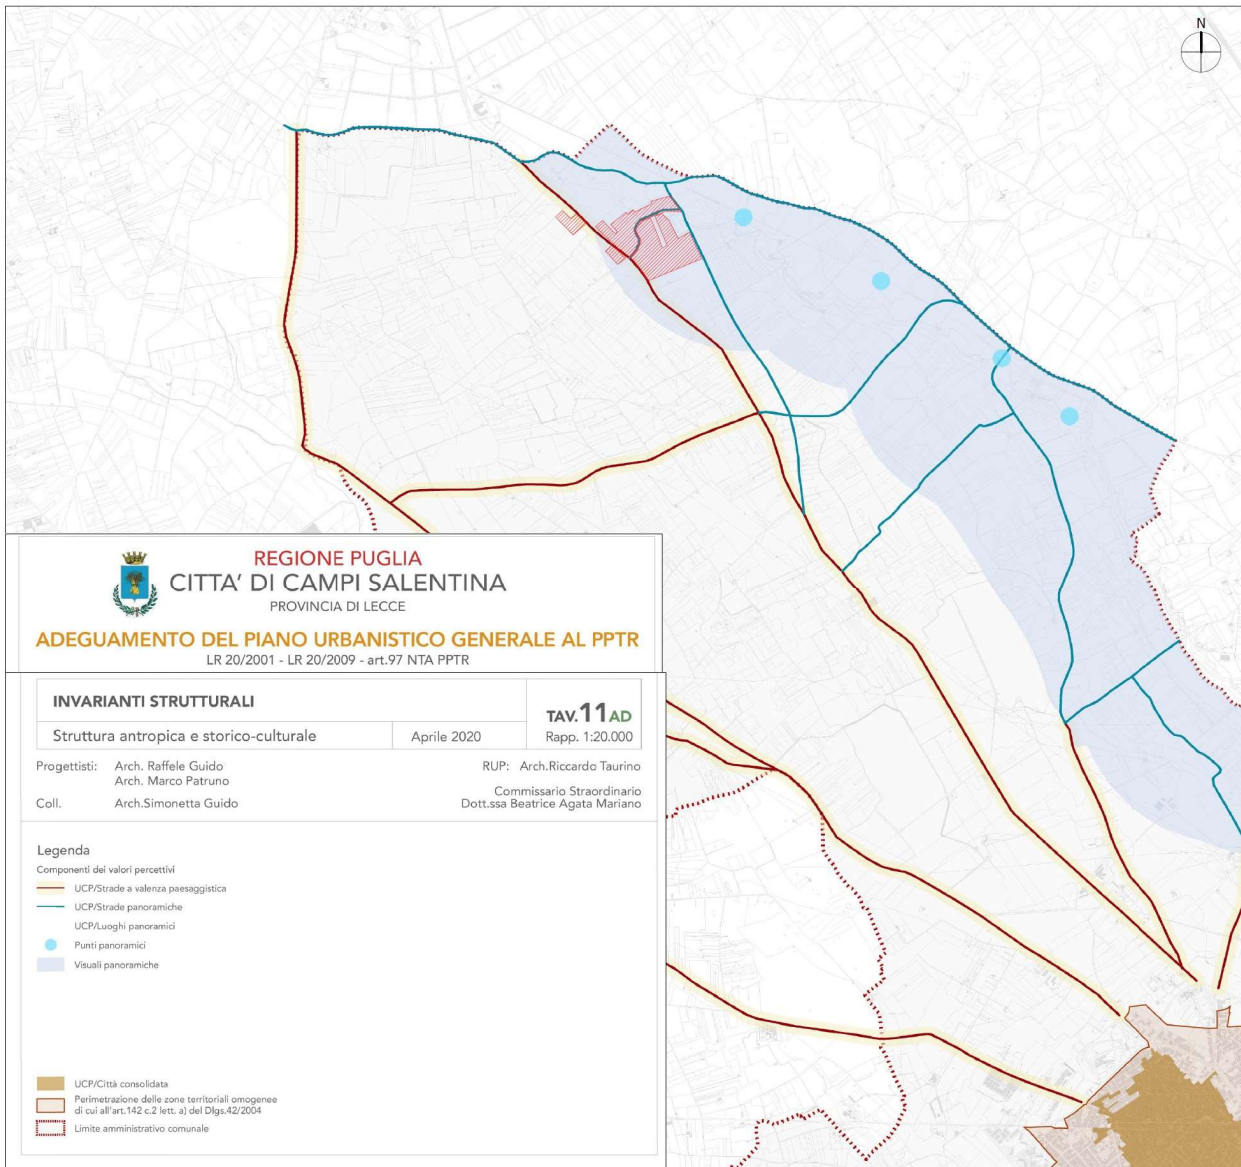 N
REGIONE PUGLIA
CITTA' DI CAMPI SALENTINA
PROVINCIA DI LECCE
ADEGUAMENTO DEL PIANO URBANISTICO GENERALE AL PPTR
LR 20/2001 - LR 20/2009 - art.97 NTA PPTR
INVARIANTI STRUTTURALI
TAV.11AD
Struttura antropica e storico-culturale
Aprile 2020
Rapp. 1:20.000
Progettisti: Arch. Raffele Guido
Arch. Marco Patruno
Coll. Arch.Simonetta Guido
RUP: Arch.Riccardo Taurino
Commissario Straordinario
Dott.ssa Beatrice Agata Mariano
Legenda
Componenti dei valori percettivi
UCP/Strade a valenza paesaggistica
UCP/Strade panoramiche
UCP/Luoghi panoramici
Punti panoramici
Visuali panoramiche
UCP/Città consolidata
Perimetrazione delle zone territoriali omogenee
di cui all'art.142 c.2 lett. a) del Dlgs.42/2004
Limite amministrativo comunale